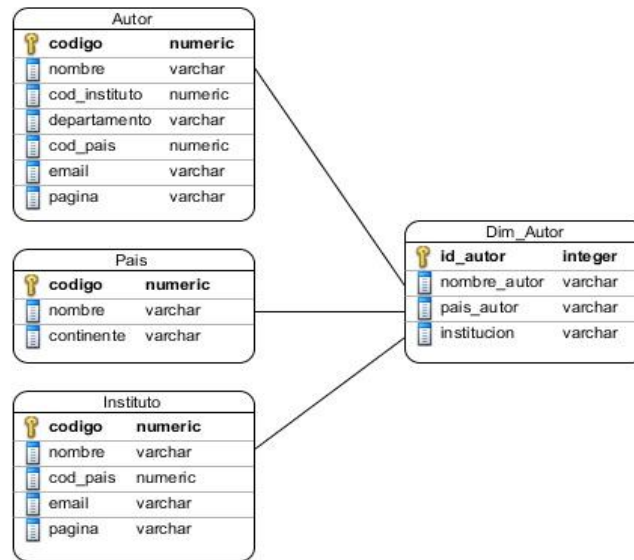 Autor
codigo numeric
nombre varchar
cod_instituto numeric
departamento varchar
cod_pais numeric
email varchar
pagina varchar
Pais
codigo numeric
nombre varchar
continente varchar
Instituto
codigo numeric
nombre varchar
cod_pais numeric
email varchar
pagina varchar
Dim_Autor
id_autor integer
nombre_autor varchar
pais_autor varchar
institucion varchar